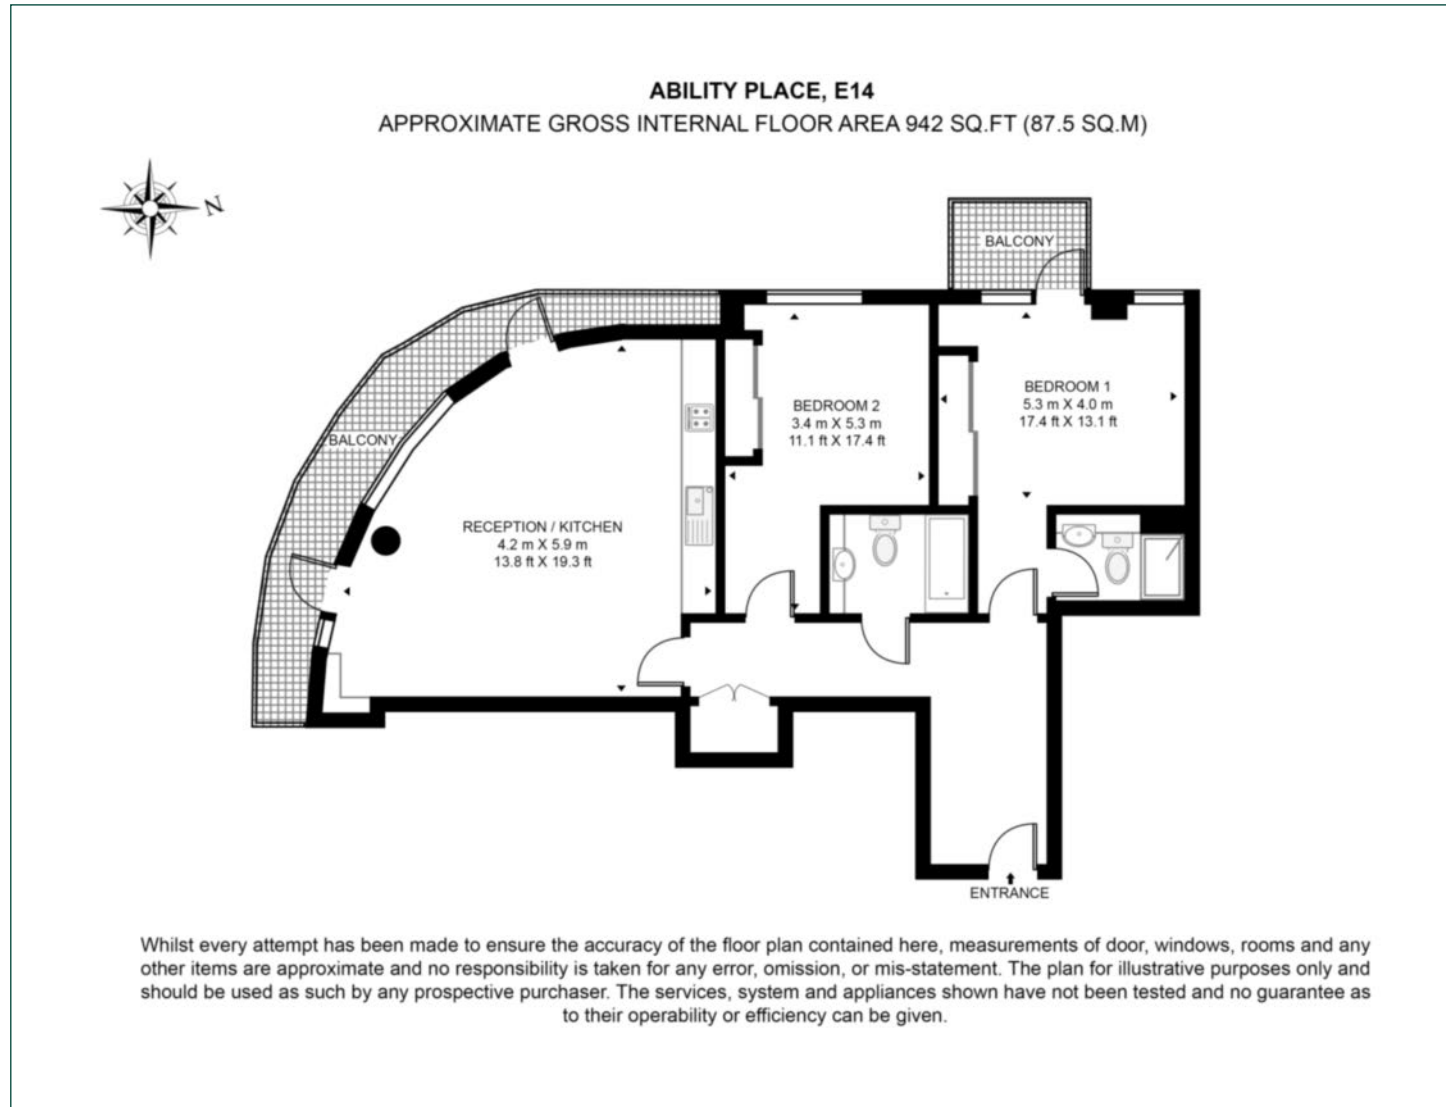 ABILITY PLACE, E14
APPROXIMATE GROSS INTERNAL FLOOR AREA 942 SQ.FT (87.5 SQ.M)
N
BALCONY
BEDROOM 1
5.3 m X 4.0 m
17.4 ft X 13.1 ft
BEDROOM 2
3.4 m X 5.3 m
11.1 ft X 17.4 ft
BALCONY
RECEPTION / KITCHEN
4.2 m X 5.9 m
13.8 ft X 19.3 ft
ENTRANCE
Whilst every attempt has been made to ensure the accuracy of the floor plan contained here, measurements of door, windows, rooms and any
other items are approximate and no responsibility is taken for any error, omission, or mis-statement. The plan for illustrative purposes only and
should be used as such by any prospective purchaser. The services, system and appliances shown have not been tested and no guarantee as
to their operability or efficiency can be given.